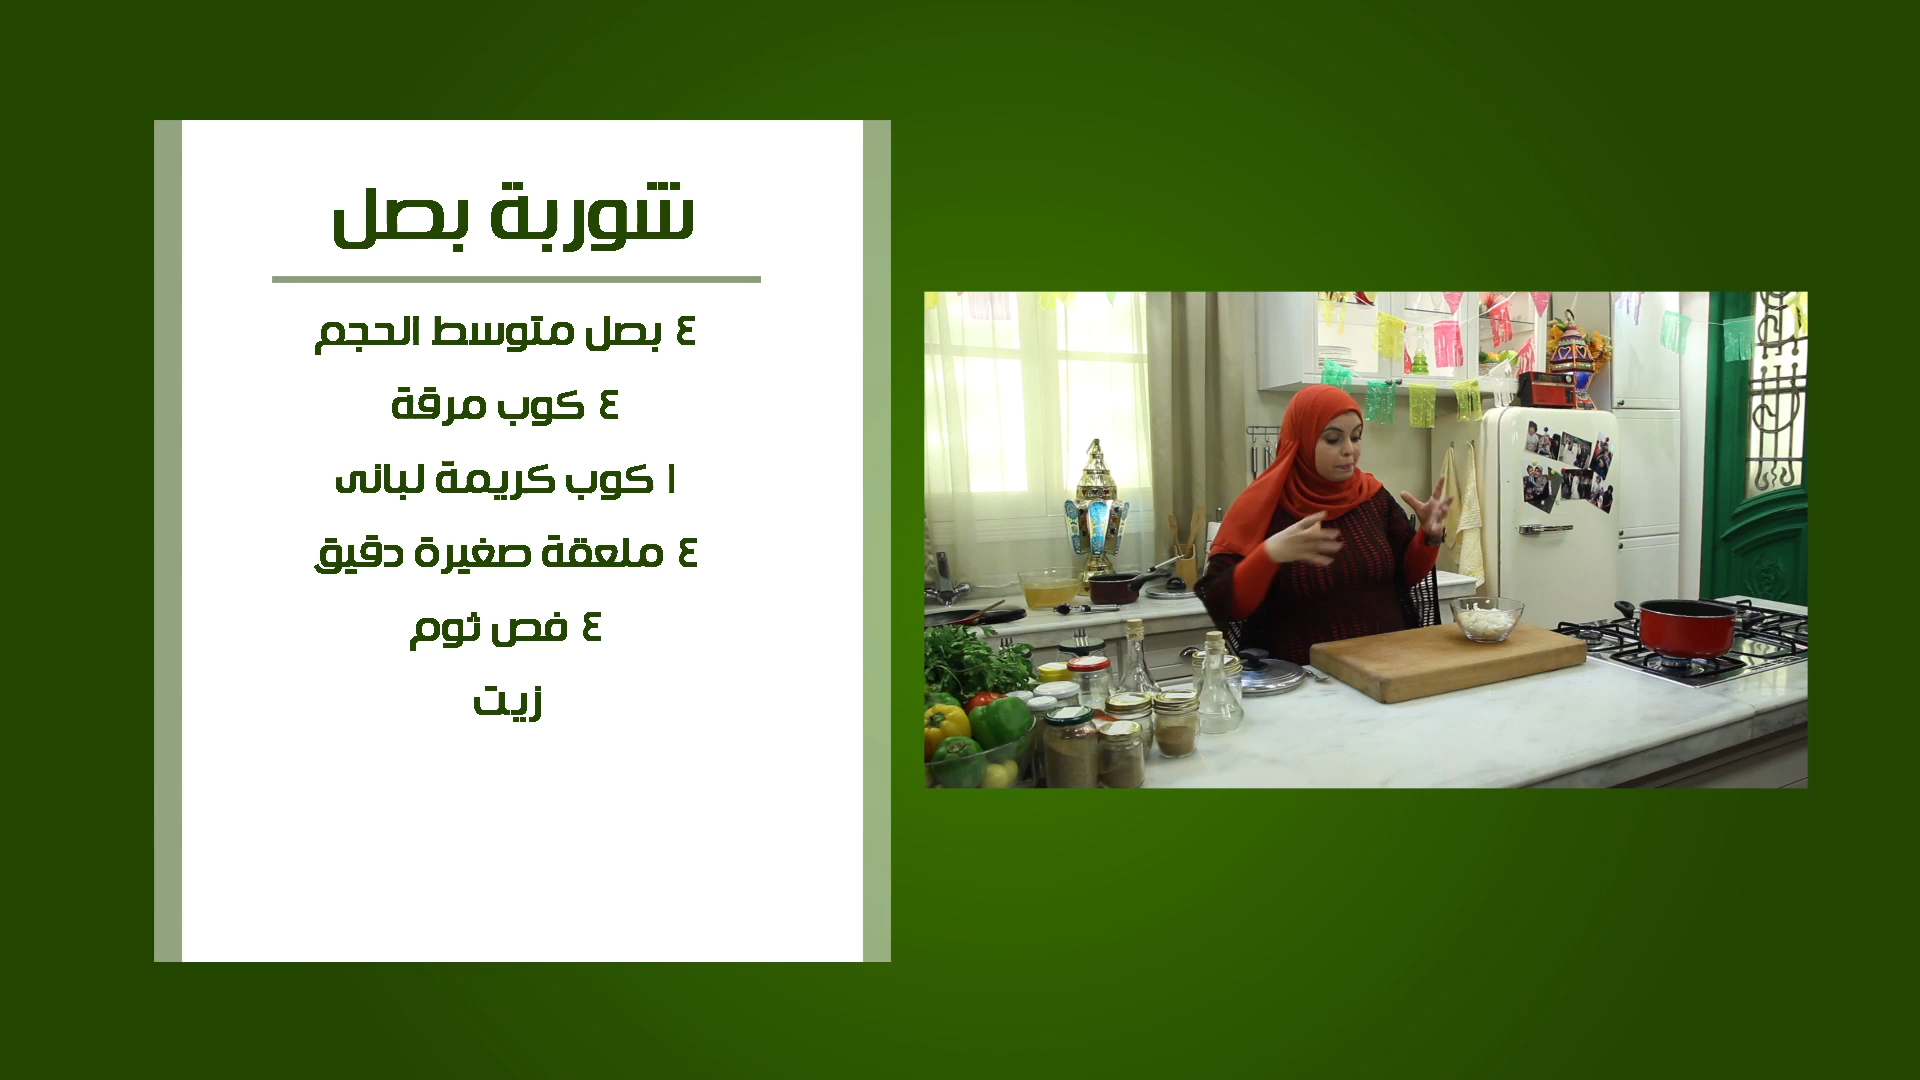 شوربة بصل
٤ بصل متوسط الحجم
٤ كوب مرقة
١ كوب كريمة لبانى
٤ ملعقة صغيرة دقيق
٤ فص ثوم
زيت